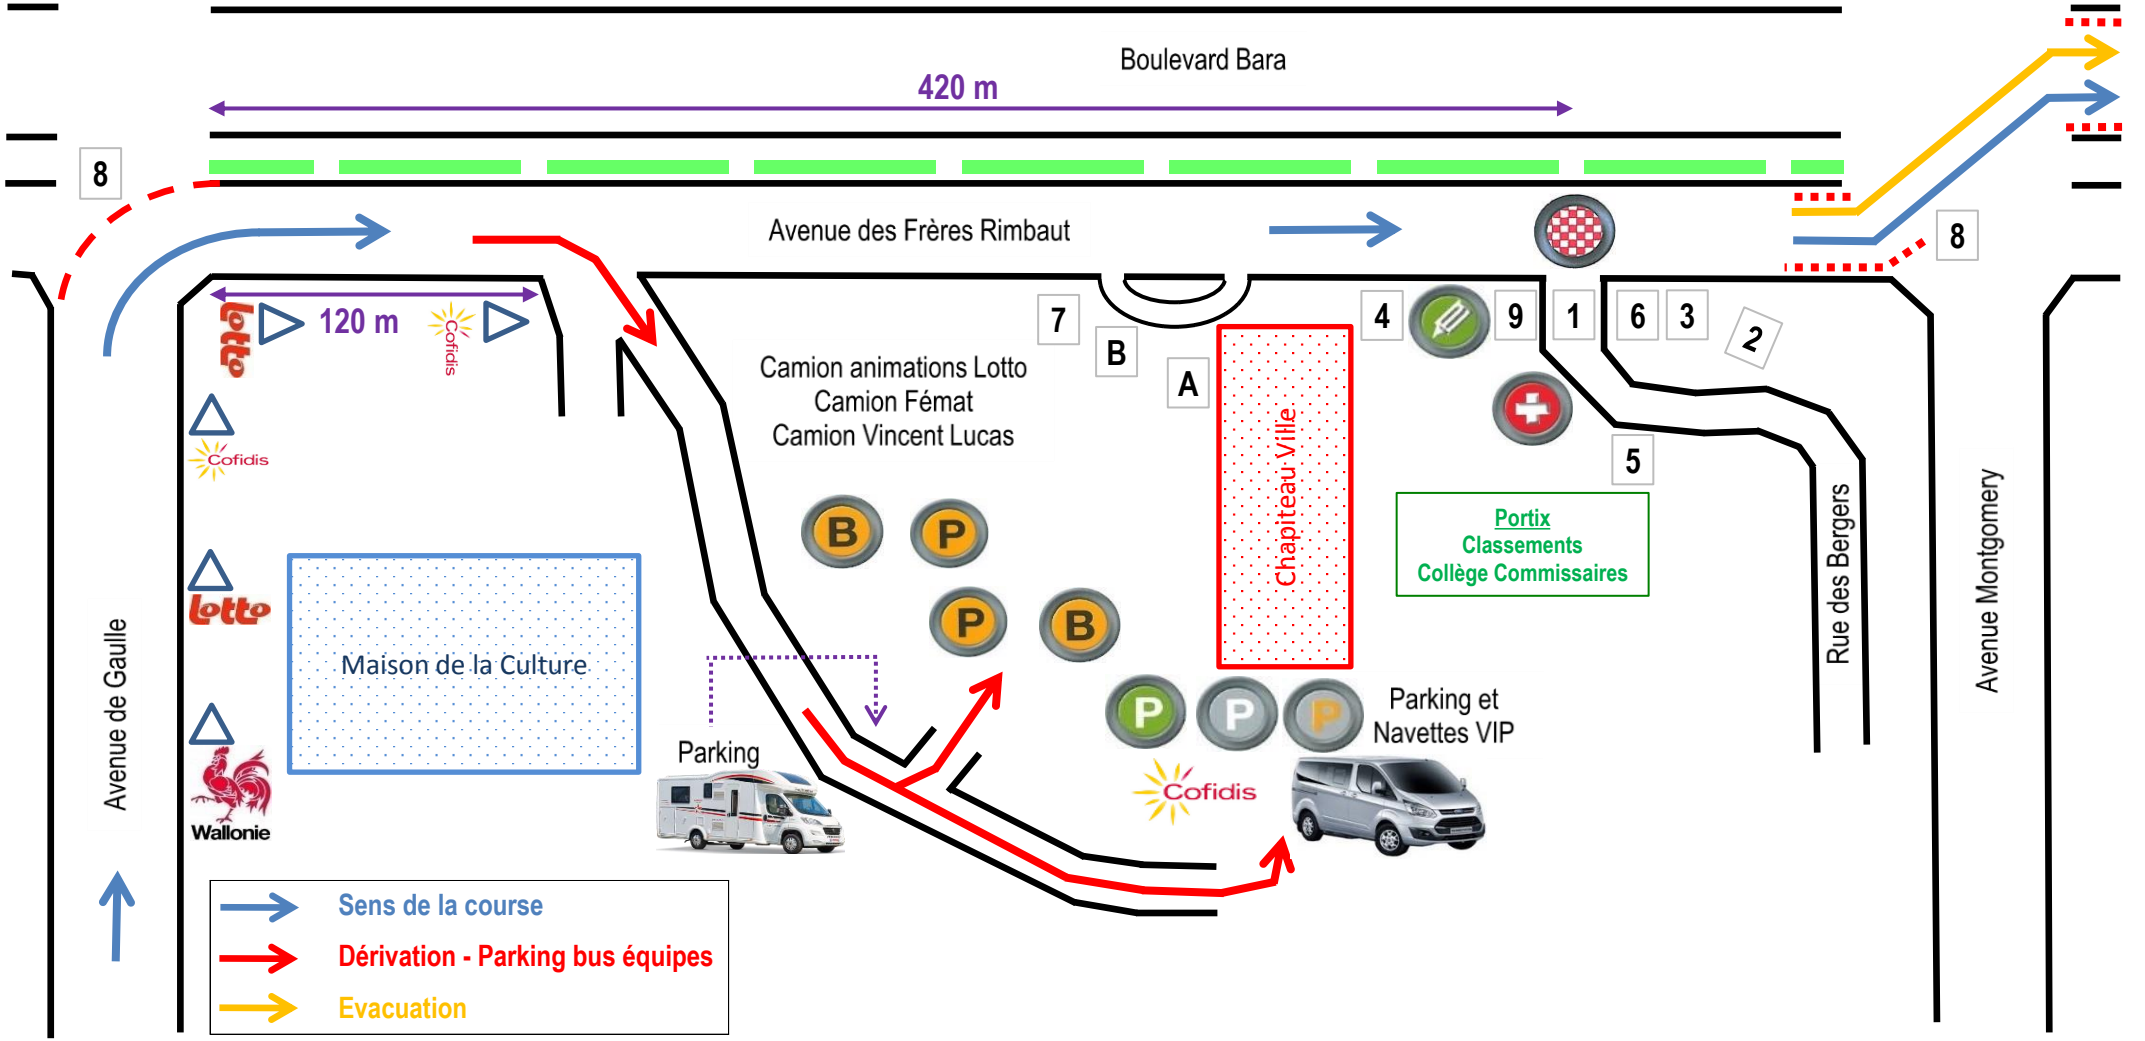 Boulevard Bara
420 m
8
Avenue des Frères Rimbaut
8
lotto
120 m
Cofidis
7
B
A
4
9
1
6
3
2
Camion animations Lotto
Camion Fémat
Camion Vincent Lucas
Cofidis
5
Chapiteau Ville
B
P
P
B
Portix
Classements
Collège Commissaires
Rue des Bergers
Avenue Montgomery
lotto
Maison de la Culture
Avenue de Gaulle
Wallonie
Parking
P
P
P
Parking et
Navettes VIP
Cofidis
Sens de la course
Dérivation - Parking bus équipes
Evacuation